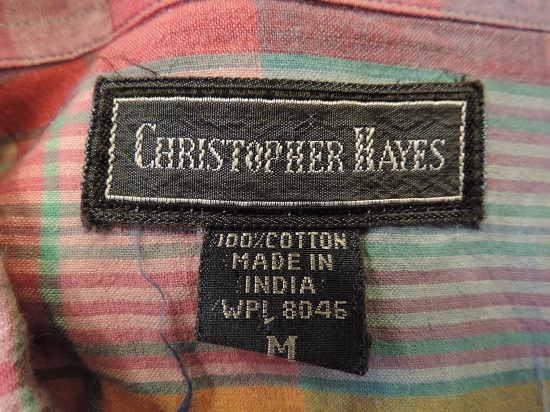 CHRISTOPHER HAYES
100% COTTON
MADE IN
INDIA
WPL 8046
M